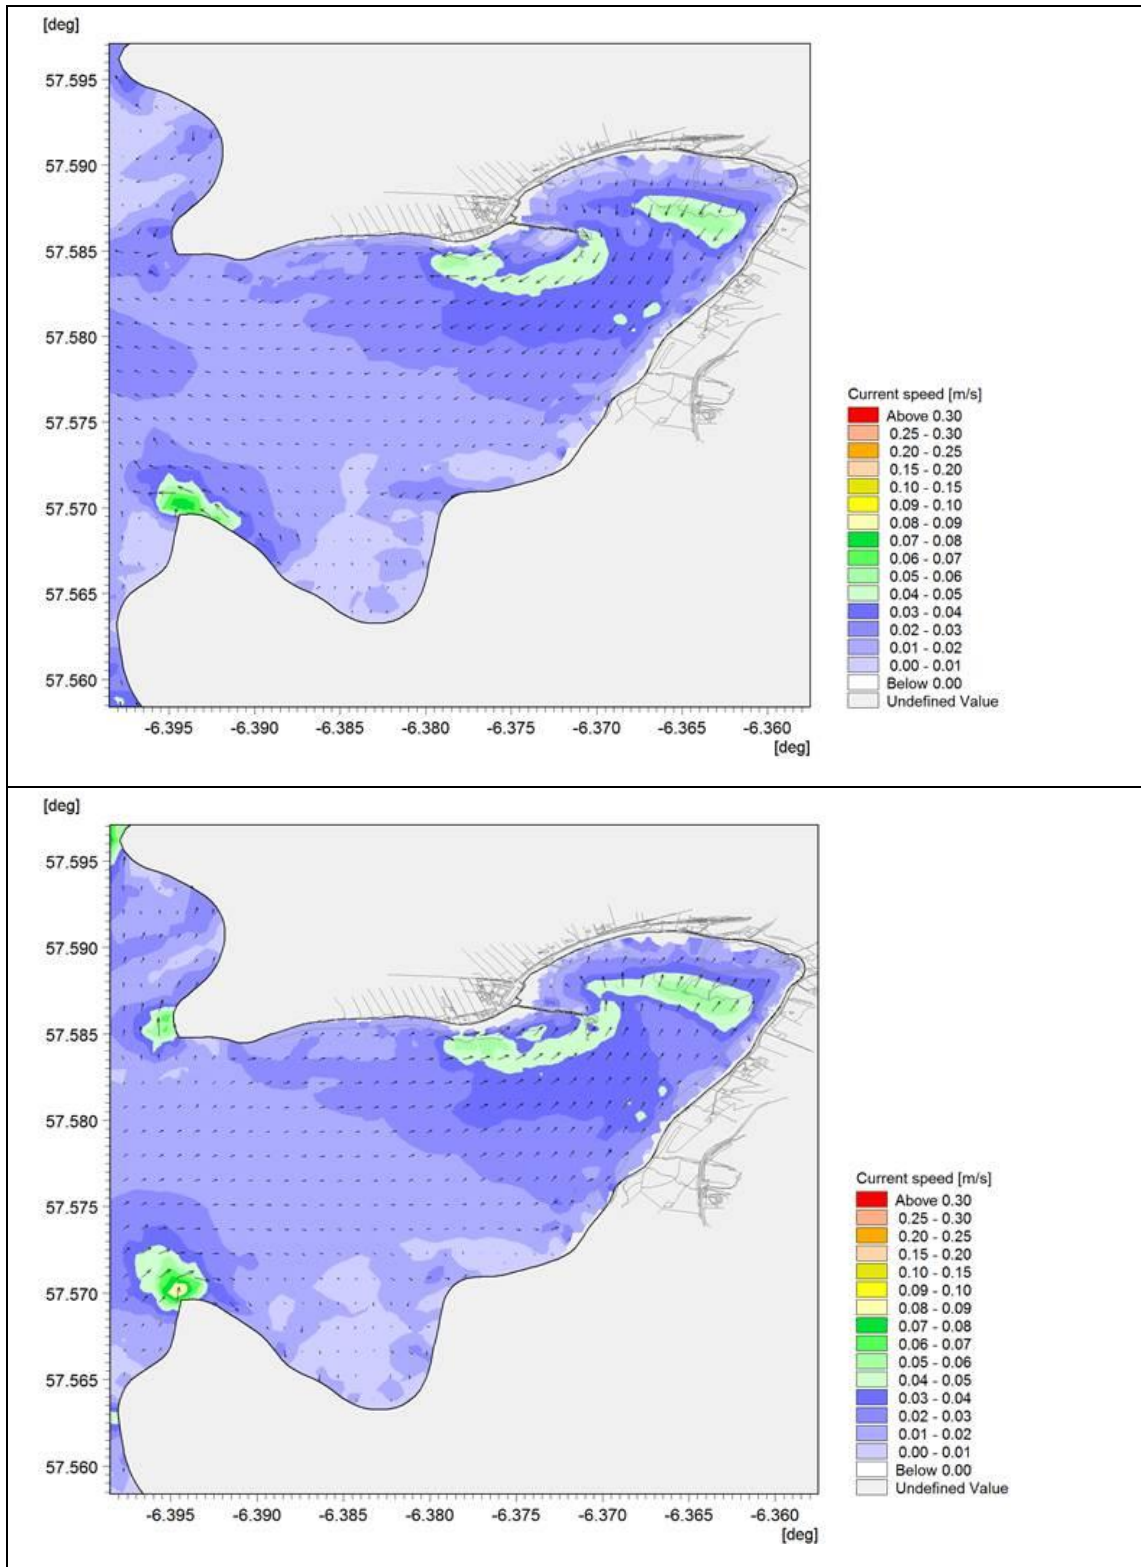 [deg]
57.595
57.590
57.585
57.580
57.575
57.570
57.565
57.560
-6.395 -6.390 -6.385 -6.380 -6.375 -6.370 -6.365 -6.360
[deg]
Current speed [m/s]
Above 0.30
0.25 - 0.30
0.20 - 0.25
0.15 - 0.20
0.10 - 0.15
0.09 - 0.10
0.08 - 0.09
0.07 - 0.08
0.06 - 0.07
0.05 - 0.06
0.04 - 0.05
0.03 - 0.04
0.02 - 0.03
0.01 - 0.02
0.00 - 0.01
Below 0.00
Undefined Value
[deg]
57.595
57.590
57.585
57.580
57.575
57.570
57.565
57.560
-6.395 -6.390 -6.385 -6.380 -6.375 -6.370 -6.365 -6.360
[deg]
Current speed [m/s]
Above 0.30
0.25 - 0.30
0.20 - 0.25
0.15 - 0.20
0.10 - 0.15
0.09 - 0.10
0.08 - 0.09
0.07 - 0.08
0.06 - 0.07
0.05 - 0.06
0.04 - 0.05
0.03 - 0.04
0.02 - 0.03
0.01 - 0.02
0.00 - 0.01
Below 0.00
Undefined Value